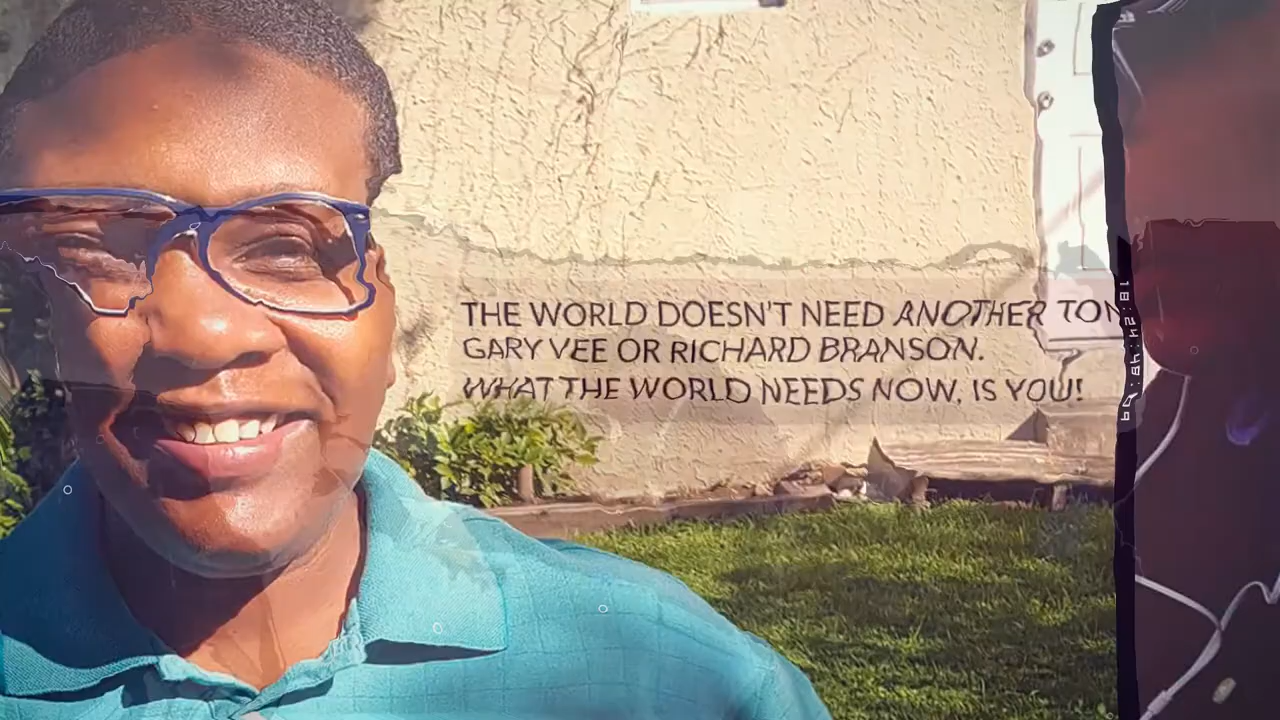 THE WORLD DOESN'T NEED ANOTHER
GARY VEE OR RICHARD BRANSON.
WHAT THE WORLD NEEDS NOW, IS YOU!